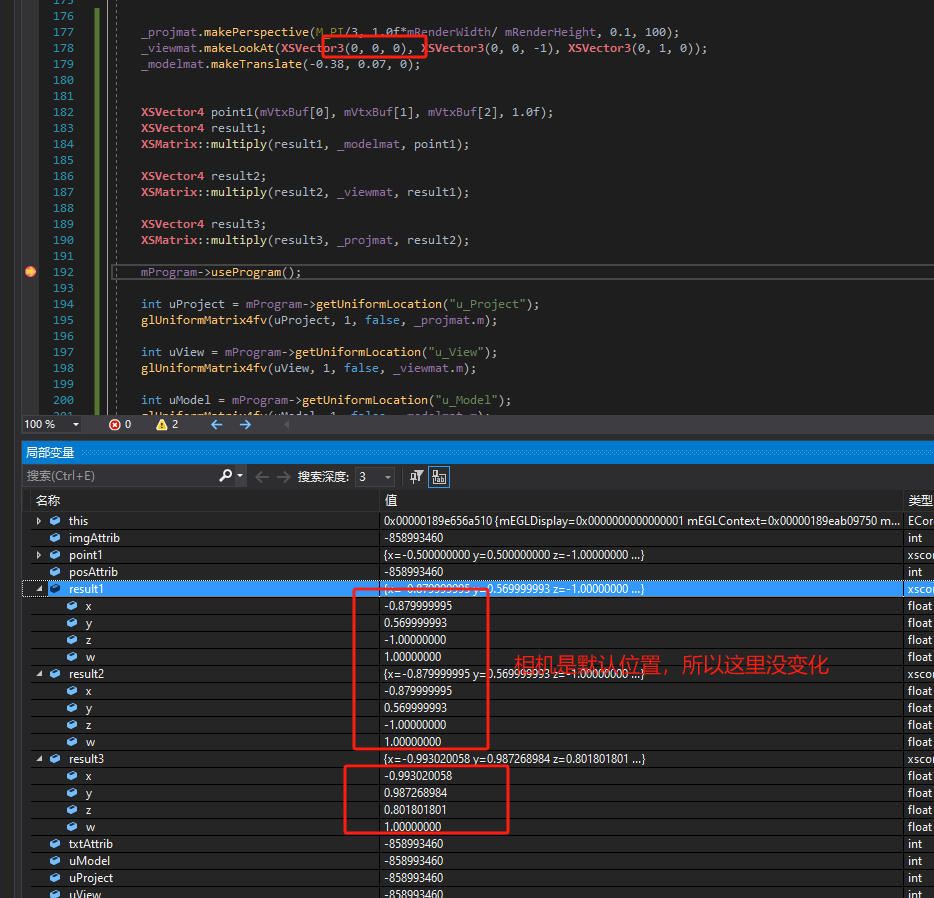 175
176
177 _projmat.makePerspective(M_PI/3, 1.0f*mRenderWidth/ mRenderHeight, 0.1, 100);
178 _viewmat.makeLookAt(XSVector3(0, 0, 0), XSVector3(0, 0, -1), XSVector3(0, 1, 0));
179 _modelmat.makeTranslate(-0.38, 0.07, 0);
180
181
182 XSVector4 point1(mVtxBuf[0], mVtxBuf[1], mVtxBuf[2], 1.0f);
183 XSVector4 result1;
184 XSMatrix::multiply(result1, _modelmat, point1);
185
186 XSVector4 result2;
187 XSMatrix::multiply(result2, _viewmat, result1);
188
189 XSVector4 result3;
190 XSMatrix::multiply(result3, _projmat, result2);
191
192 mProgram->useProgram();
193
194 int uProject = mProgram->getUniformLocation("u_Project");
195 glUniformMatrix4fv(uProject, 1, false, _projmat.m);
196
197 int uView = mProgram->getUniformLocation("u_View");
198 glUniformMatrix4fv(uView, 1, false, _viewmat.m);
199
200 int uModel = mProgram->getUniformLocation("u_Model");
201 glUniformMatrix4fv(uModel, 1, false, _modelmat.m);
100 % 0 2
局部变量
搜索(Ctrl+E) 搜索深度: 3
名称 值 类型
this 0x00000189e656a510 {mEGLDisplay=0x0000000000000001 mEGLContext=0x00000189eab09750 m... ECor
imgAttrib -858993460 int
point1 {x=-0.500000000 y=0.500000000 z=-1.00000000 ...} xscor
posAttrib -858993460 int
result1 {x=-0.879999995 y=0.569999993 z=-1.00000000 ...} xscor
x -0.879999995 float
y 0.569999993 float
z -1.00000000 float
w 1.00000000 float
相机是默认位置，所以这里没变化
result2 {x=-0.879999995 y=0.569999993 z=-1.00000000 ...} xscor
x -0.879999995 float
y 0.569999993 float
z -1.00000000 float
w 1.00000000 float
result3 {x=-0.993020058 y=0.987268984 z=0.801801801 ...} xscor
x -0.993020058 float
y 0.987268984 float
z 0.801801801 float
w 1.00000000 float
txtAttrib -858993460 int
uModel -858993460 int
uProject -858993460 int
uView -858993460 int